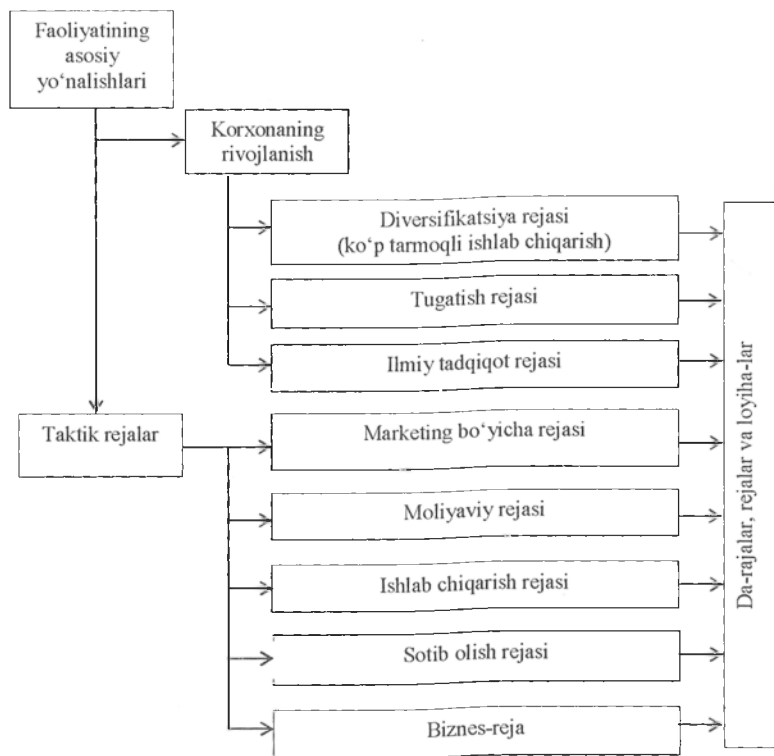 Faoliyatining
asosiy
yo‘nalishlari
Korxonaning
rivojlanish
Diversifikatsiya rejasi
(ko‘p tarmoqli ishlab chiqarish)
Tugatish rejasi
Ilmiy tadqiqot rejasi
Taktik rejalar
Marketing bo‘yicha rejasi
Moliyaviy rejasi
Ishlab chiqarish rejasi
Sotib olish rejasi
Biznes-reja
Da-rajalar, rejalar va loyiha-lar